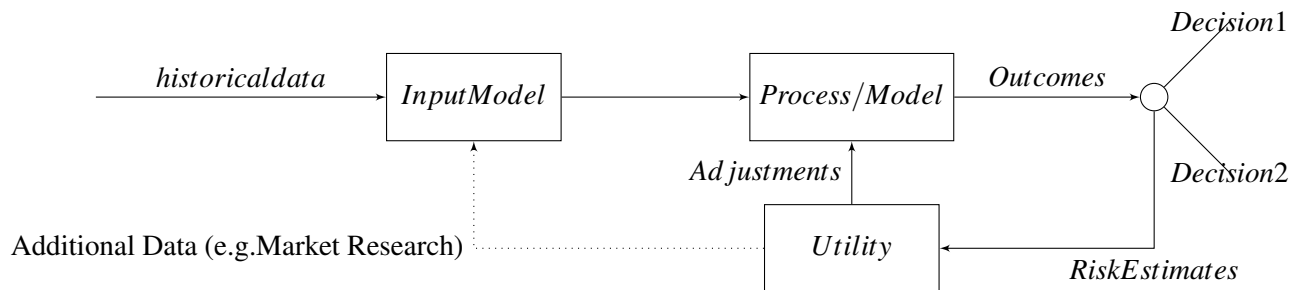 Decision1
historicaldata
InputModel
Process/Model
Outcomes
Adjustments
Decision2
Additional Data (e.g.Market Research)
Utility
RiskEstimates